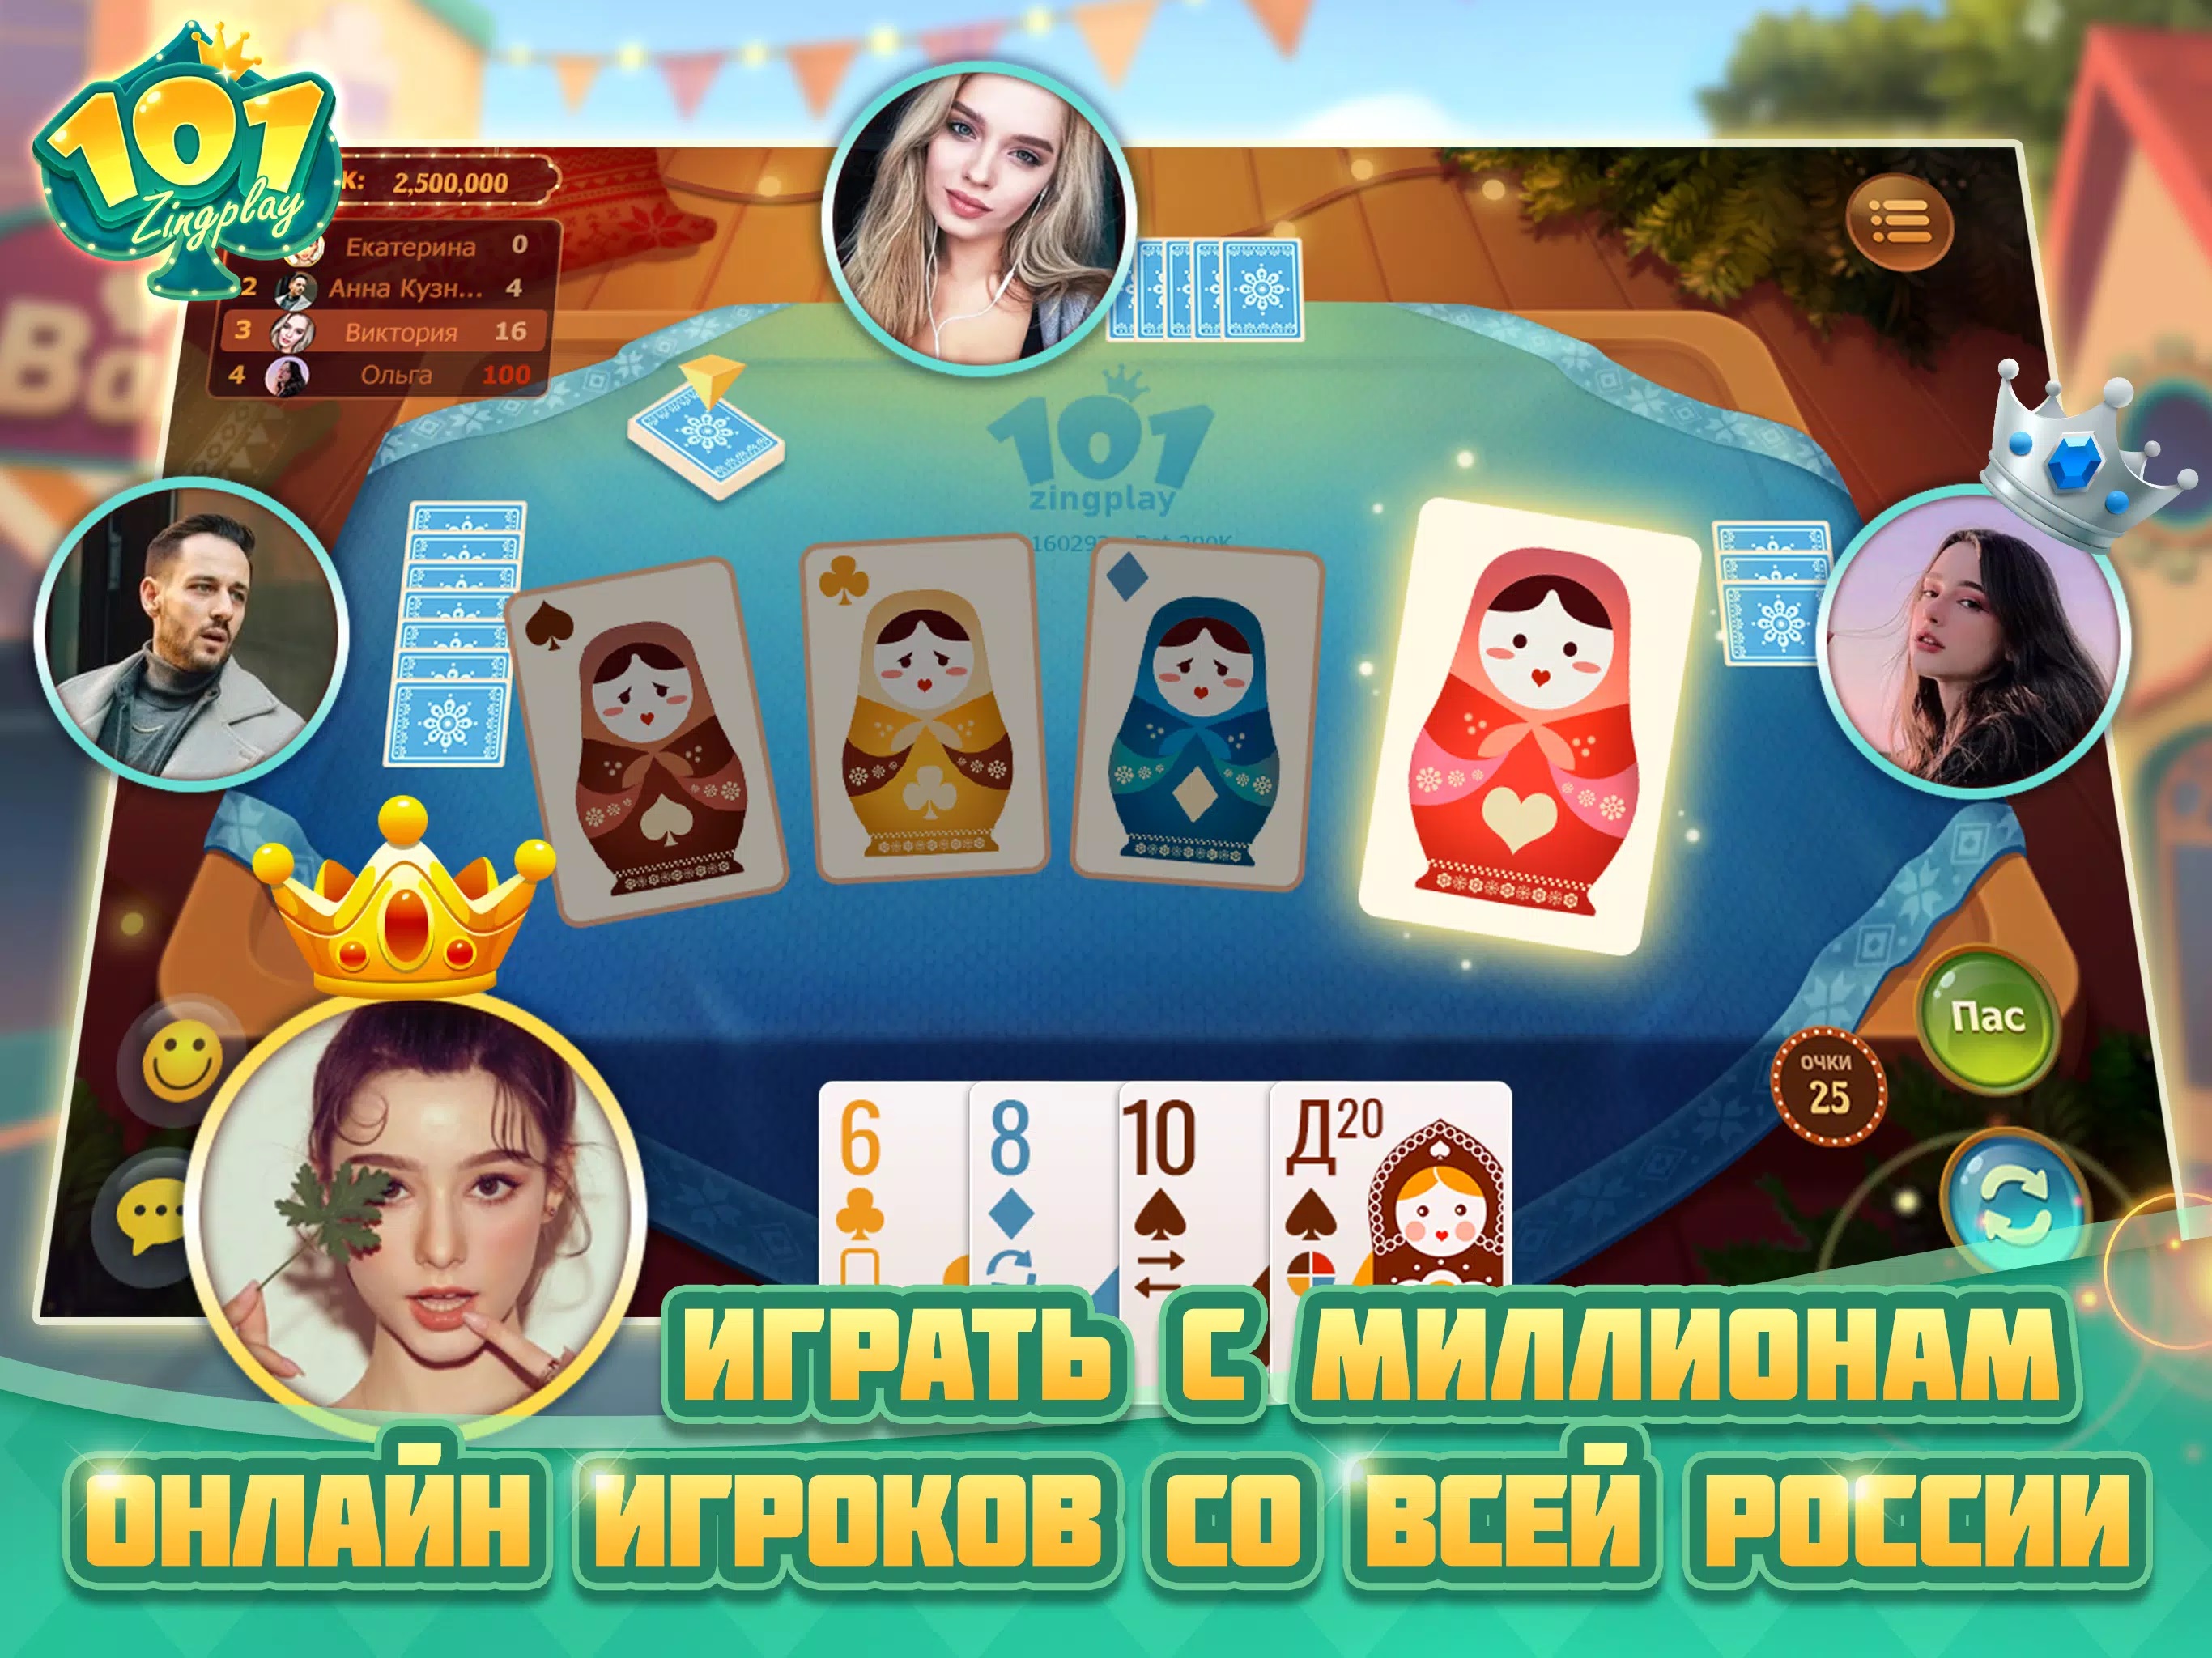 101
Zingplay
К: 2,500,000
Екатерина 0
2 Анна Кузн... 4
3 Виктория 16
4 Ольга 100
101
zingplay
Пас
ОЧКИ
25
6
8
10
Д20
ИГРАТЬ С МИЛЛИОНАМ
ОНЛАЙН ИГРОКОВ СО ВСЕЙ РОССИИ